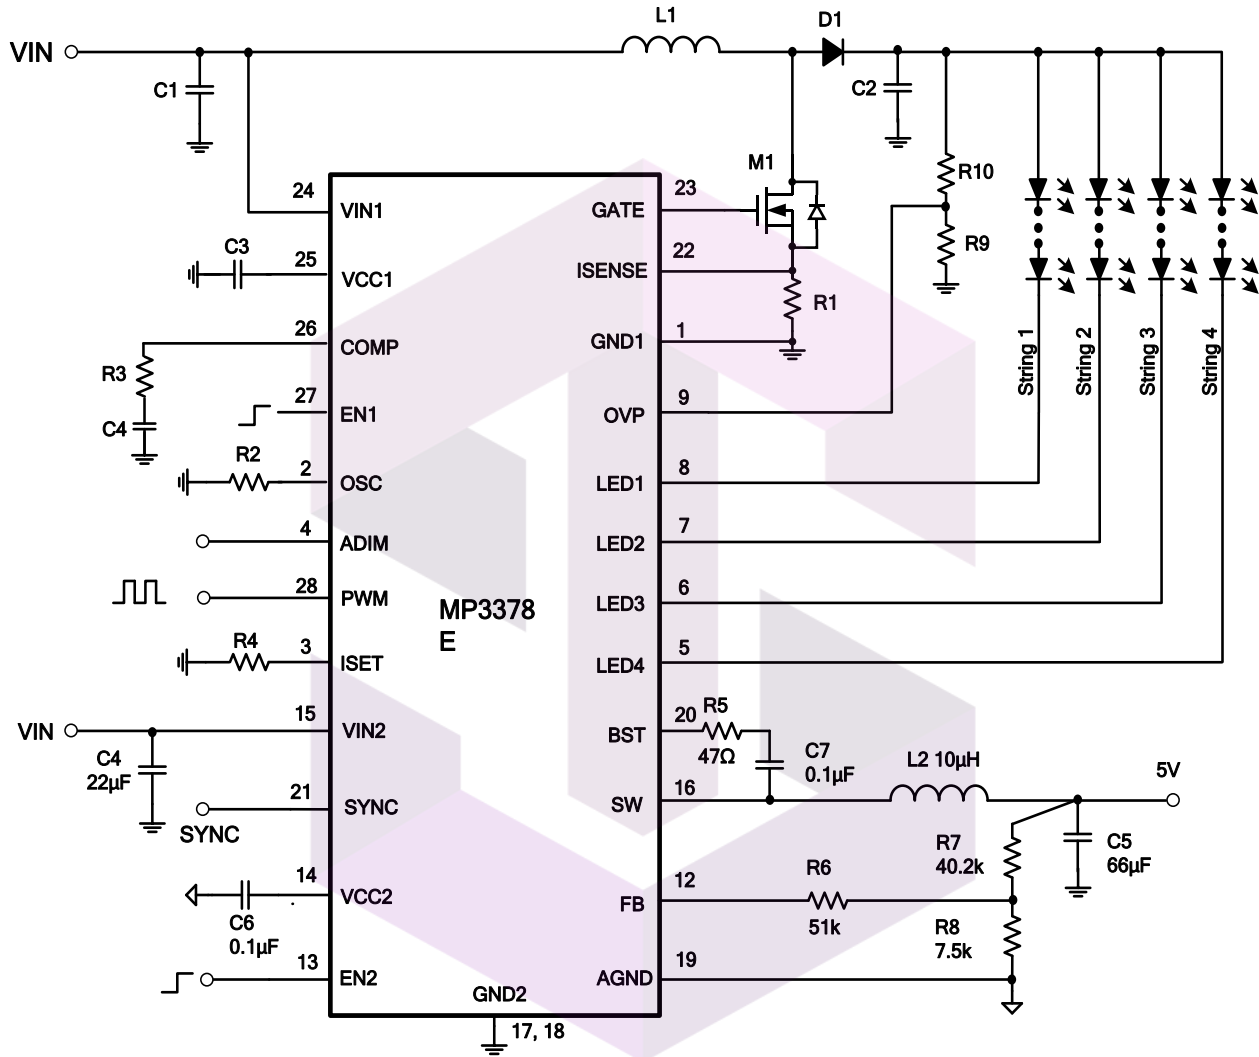 L1
D1
VIN
C1
C2
M1
R10
R9
23
24
VIN1
GATE
C3
25
VCC1
22
ISENSE
R1
26
COMP
1
GND1
R3
C4
27
EN1
9
OVP
String 1
String 2
String 3
String 4
R2
2
OSC
8
LED1
4
ADIM
7
LED2
28
PWM
6
LED3
MP3378
E
R4
3
ISET
5
LED4
VIN
15
VIN2
20
BST
R5
47Ω
C4
22µF
C7
0.1µF
L2 10µH
5V
21
SYNC
SYNC
16
SW
R7
40.2k
C5
66µF
14
VCC2
C6
0.1µF
12
FB
R6
51k
R8
7.5k
13
EN2
19
AGND
GND2
17, 18